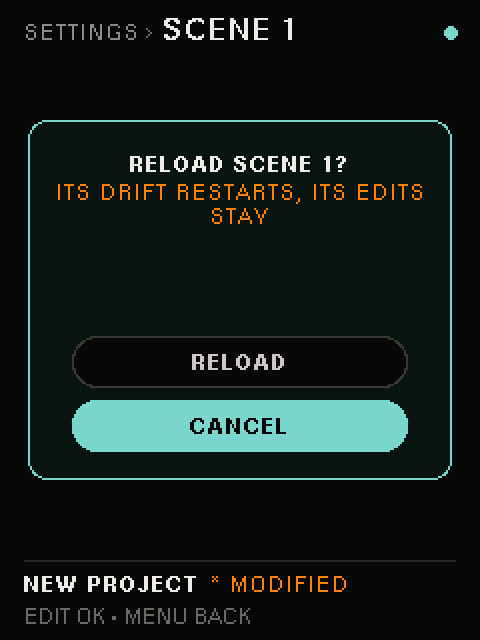 SETTINGS › SCENE 1
RELOAD SCENE 1?
ITS DRIFT RESTARTS, ITS EDITS
STAY
RELOAD
CANCEL
NEW PROJECT * MODIFIED
EDIT OK • MENU BACK